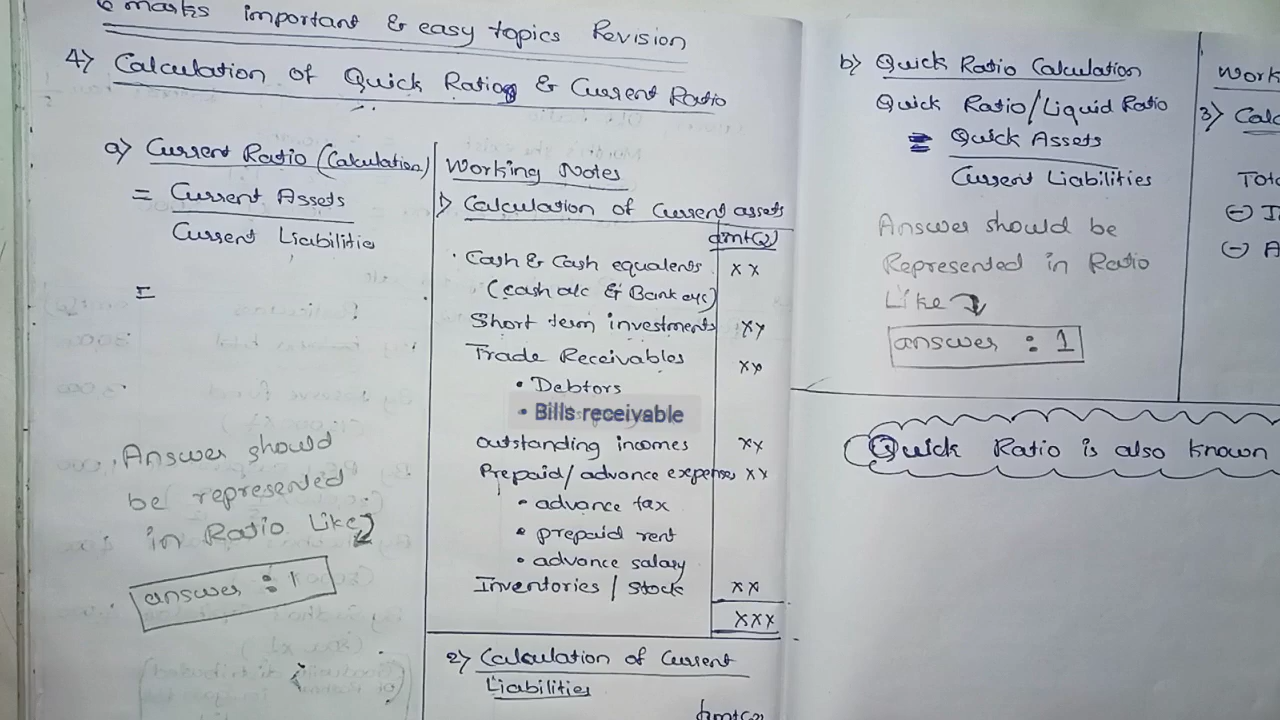 6 marks important & easy topics Revision
4) Calculation of Quick Ratio & Current Ratio
a) Current Ratio (Calculation)
= Current Assets
Current Liabilitie
=
Answer should
be represented
in Ratio Like
answer : 1
Working Notes
1) Calculation of Current assets
amt(₹)
Cash & Cash equalents xx
(cash a/c & Bank a/c)
Short term investments xx
Trade Receivables xx
• Debtors
• Bills receiyable
outstanding incomes xx
Prepaid/advance expenses xx
• advance tax
• prepaid rent
• advance salary
Inventories / Stock xx
xxx
2) Calculation of Current
Liabilities
amt(₹)
b) Quick Ratio Calculation
Quick Ratio/Liquid Ratio
= Quick Assets
Current Liabilities
Answer should be
Represented in Ratio
Like
answer : 1
Quick Ratio is also known
Work
3) Calc
Tota
(-) I
(-) A